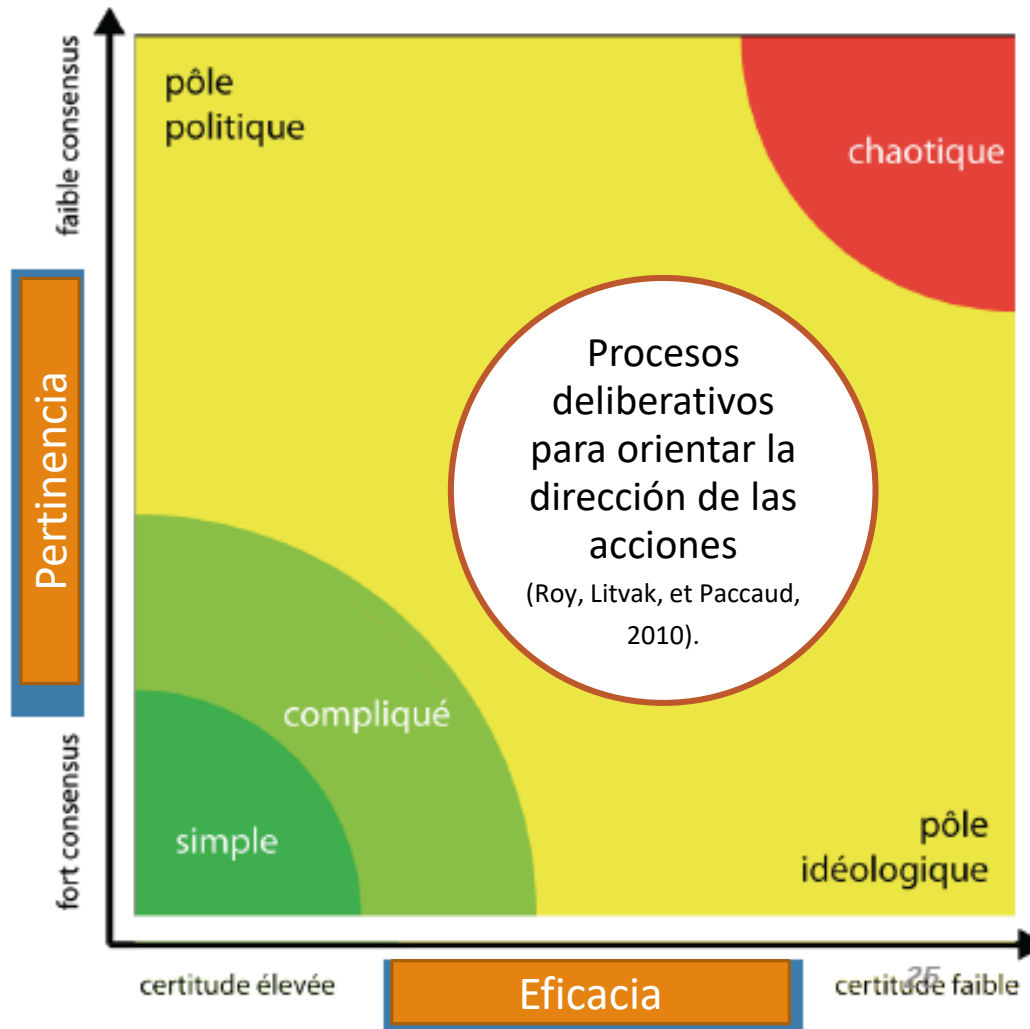 pôle
politique
chaotique
faible consensus
Pertinencia
fort consensus
Procesos
deliberativos
para orientar la
dirección de las
acciones
(Roy, Litvak, et Paccaud,
2010).
compliqué
simple
pôle
idéologique
certitude élevée
Eficacia
25
certitude faible